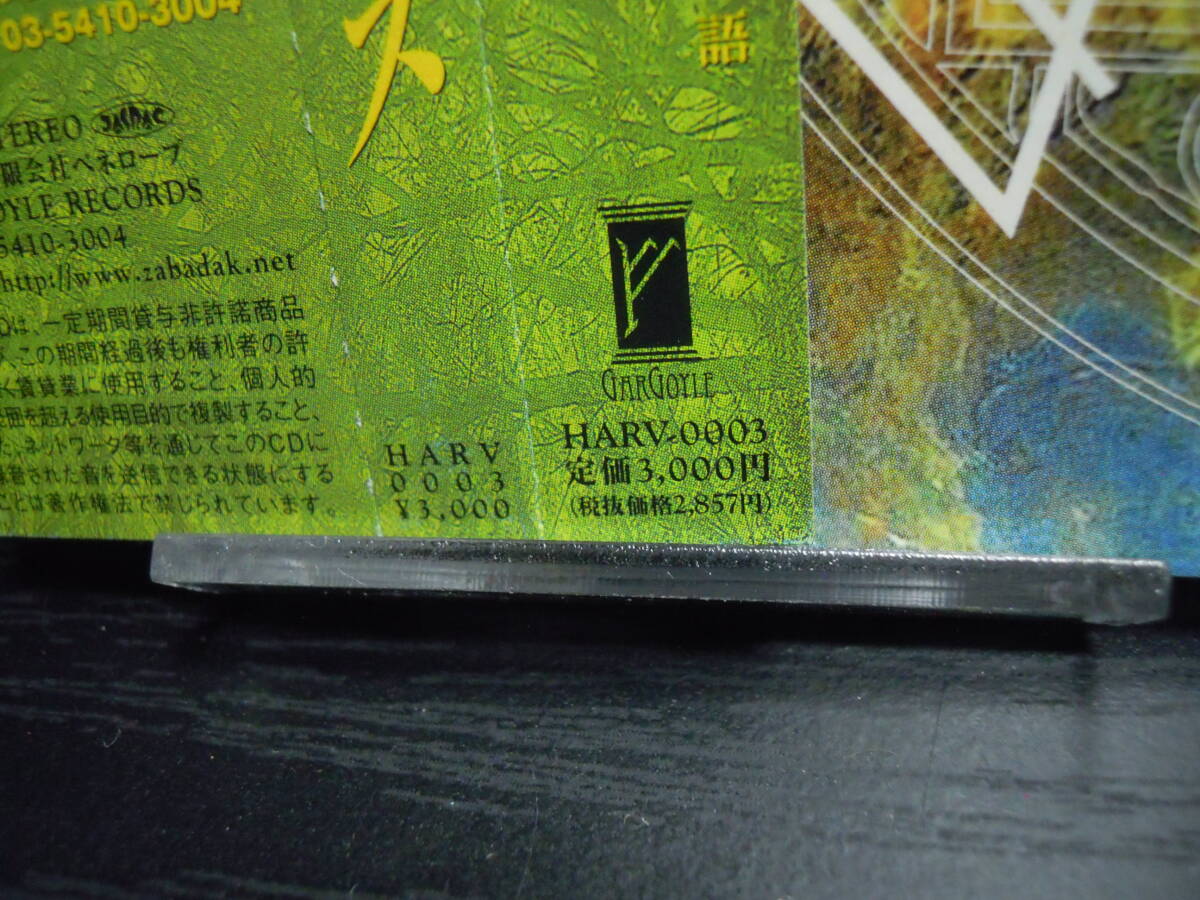 03-5410-3004
ス
語
TEREO ZABADAK
限会社ペネロープ
OYLE RECORDS
5410-3004
http://www.zabadak.net
Dは、一定期間貸与非許諾商品
、この期間経過後も権利者の許
く賃貸業に使用すること、個人的
範囲を超える使用目的で複製すること、
ネットワーク等を通じてこのCDに
録音された音を送信できる状態にする
ことは著作権法で禁じられています。
HARV
0003
¥3,000
GARGOYLE
HARV-0003
定価3,000円
(税抜価格2,857円)